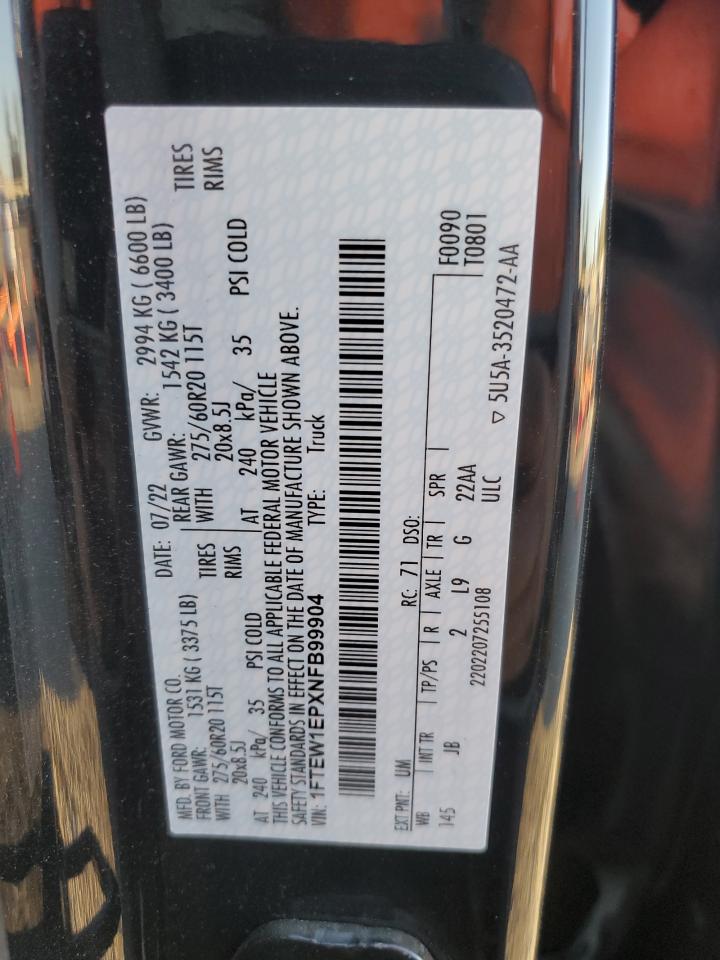 MFD. BY FORD MOTOR CO.
DATE: 07/22 GVWR: 2994 KG ( 6600 LB)
FRONT GAWR: 1531 KG ( 3375 LB) REAR GAWR: 1542 KG ( 3400 LB)
WITH 275/60R20 115T TIRES WITH 275/60R20 115T TIRES
20x8.5J RIMS 20x8.5J RIMS
AT 240 kPa/ 35 PSI COLD AT 240 kPa/ 35 PSI COLD
THIS VEHICLE CONFORMS TO ALL APPLICABLE FEDERAL MOTOR VEHICLE
SAFETY STANDARDS IN EFFECT ON THE DATE OF MANUFACTURE SHOWN ABOVE.
VIN: 1FTEW1EPXNFB99904 TYPE: Truck
EXT PNT: UM RC: 71 DSO: F0090
WB INT TR TP/PS R AXLE TR SPR T0801
145 JB 2 L9 G 22AA
ULC
2202207255108
▽ 5U5A-3520472-AA